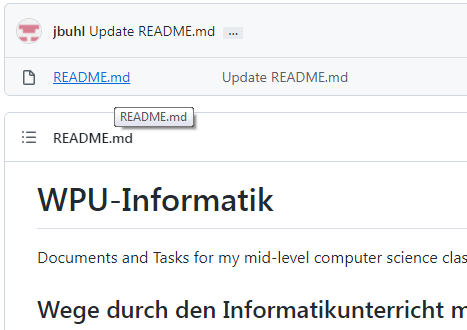 jbuhl Update README.md ...
README.md Update README.md
README.md
README.md
WPU-Informatik
Documents and Tasks for my mid-level computer science
Wege durch den Informatikunterricht